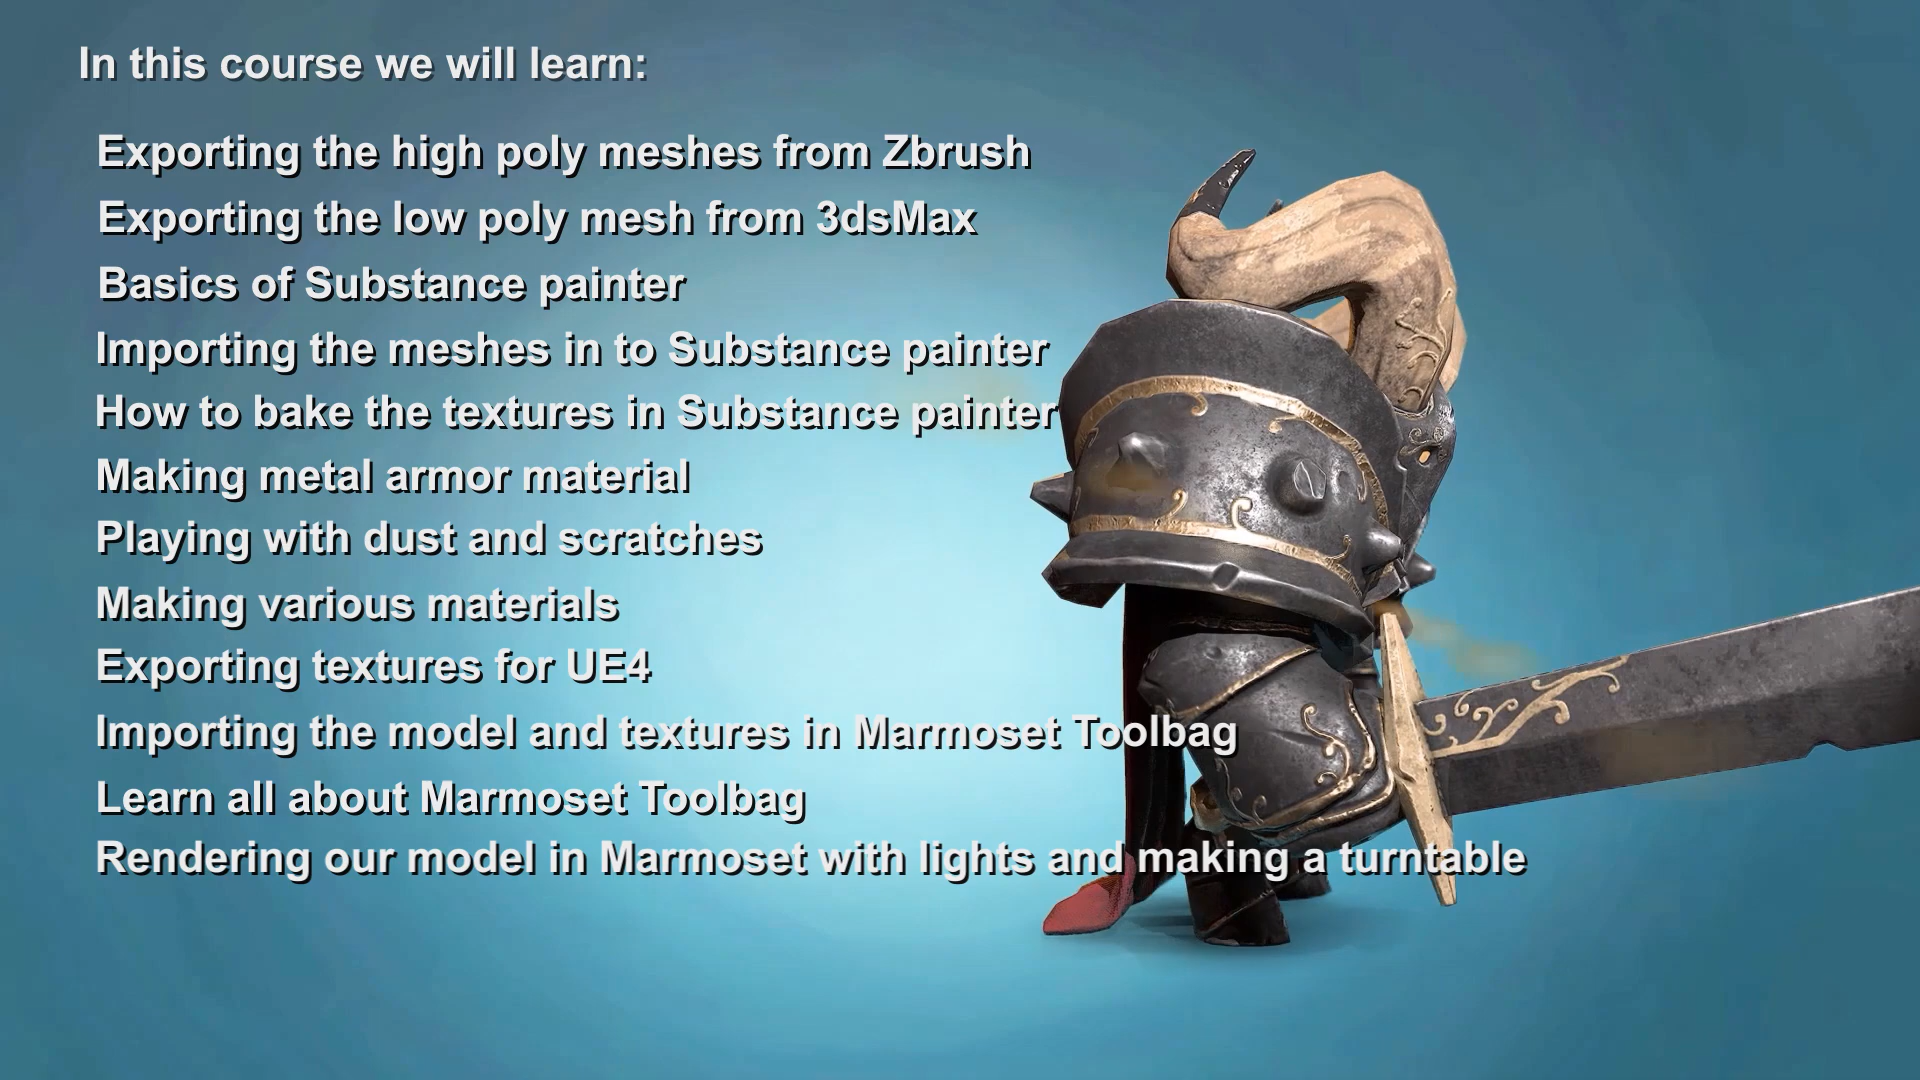 In this course we will learn:
Exporting the high poly meshes from Zbrush
Exporting the low poly mesh from 3dsMax
Basics of Substance painter
Importing the meshes in to Substance painter
How to bake the textures in Substance painter
Making metal armor material
Playing with dust and scratches
Making various materials
Exporting textures for UE4
Importing the model and textures in Marmoset Toolbag
Learn all about Marmoset Toolbag
Rendering our model in Marmoset with lights and making a turntable